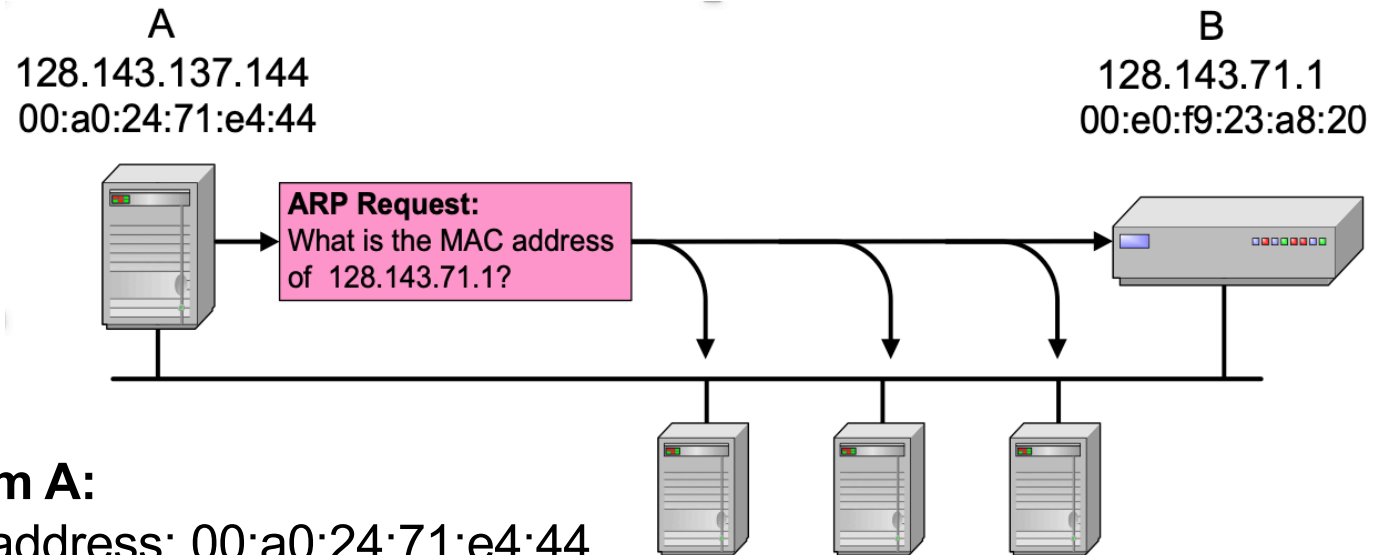 A
128.143.137.144
00:a0:24:71:e4:44
B
128.143.71.1
00:e0:f9:23:a8:20
ARP Request:
What is the MAC address
of 128.143.71.1?
m A:
address: 00:a0:24:71:e4:44